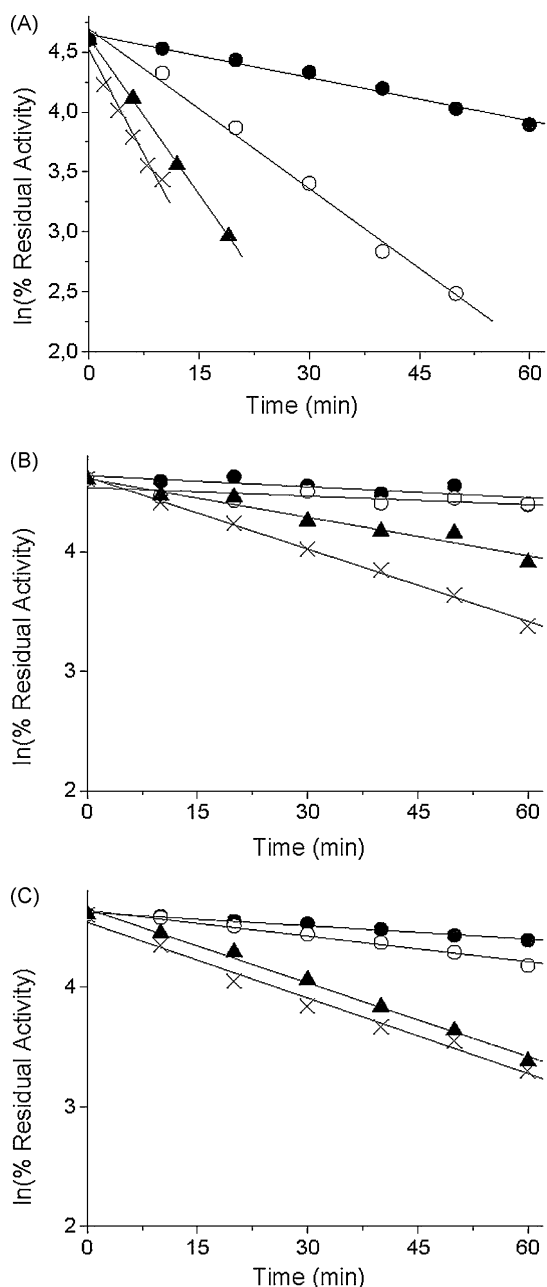 (A)
ln(% Residual Activity)
4,5
4,0
3,5
3,0
2,5
2,0
0 15 30 45 60
Time (min)
(B)
ln(% Residual Activity)
4
3
2
0 15 30 45 60
Time (min)
(C)
ln(% Residual Activity)
4
3
2
0 15 30 45 60
Time (min)